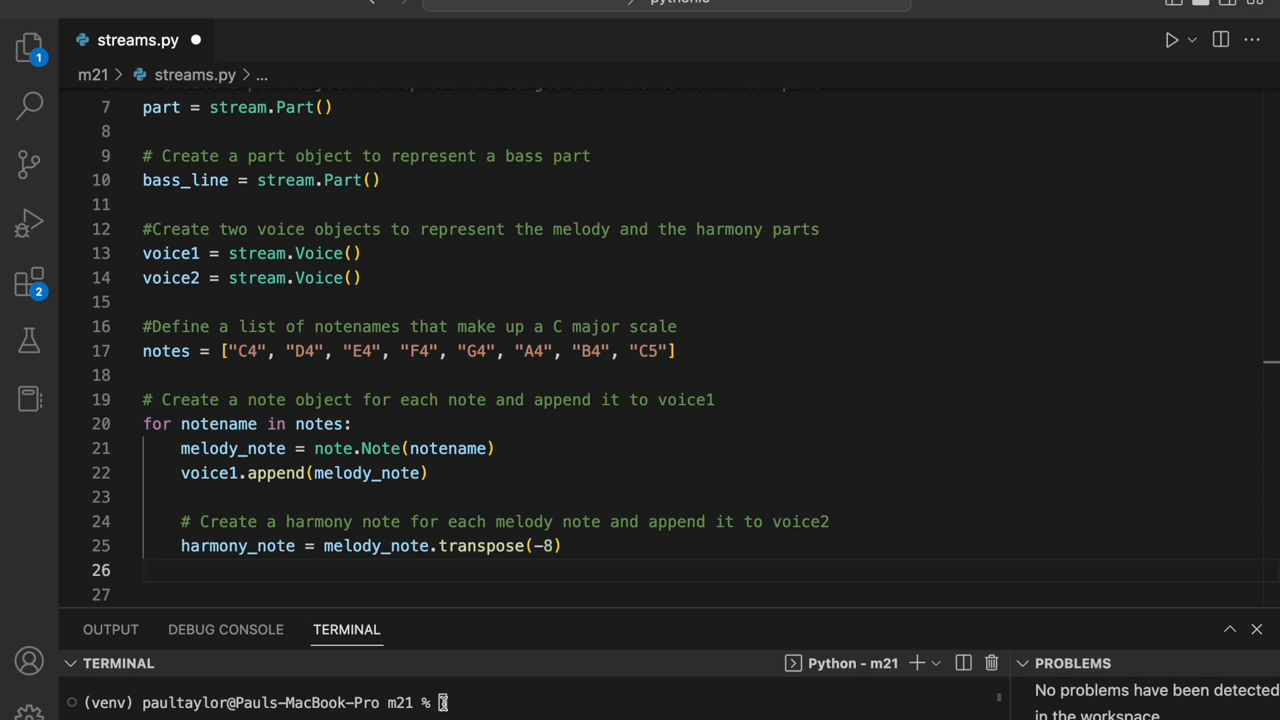 pythonic
streams.py
1
m21 > streams.py > ...
7 part = stream.Part()
8
9 # Create a part object to represent a bass part
10 bass_line = stream.Part()
11
12 #Create two voice objects to represent the melody and the harmony parts
13 voice1 = stream.Voice()
14 voice2 = stream.Voice()
15
16 #Define a list of notenames that make up a C major scale
17 notes = ["C4", "D4", "E4", "F4", "G4", "A4", "B4", "C5"]
18
19 # Create a note object for each note and append it to voice1
20 for notename in notes:
21 melody_note = note.Note(notename)
22 voice1.append(melody_note)
23
24 # Create a harmony note for each melody note and append it to voice2
25 harmony_note = melody_note.transpose(-8)
26
27
2
OUTPUT DEBUG CONSOLE TERMINAL
TERMINAL Python - m21 PROBLEMS
(venv) paultaylor@Pauls-MacBook-Pro m21 %
No problems have been detected
in the workspace